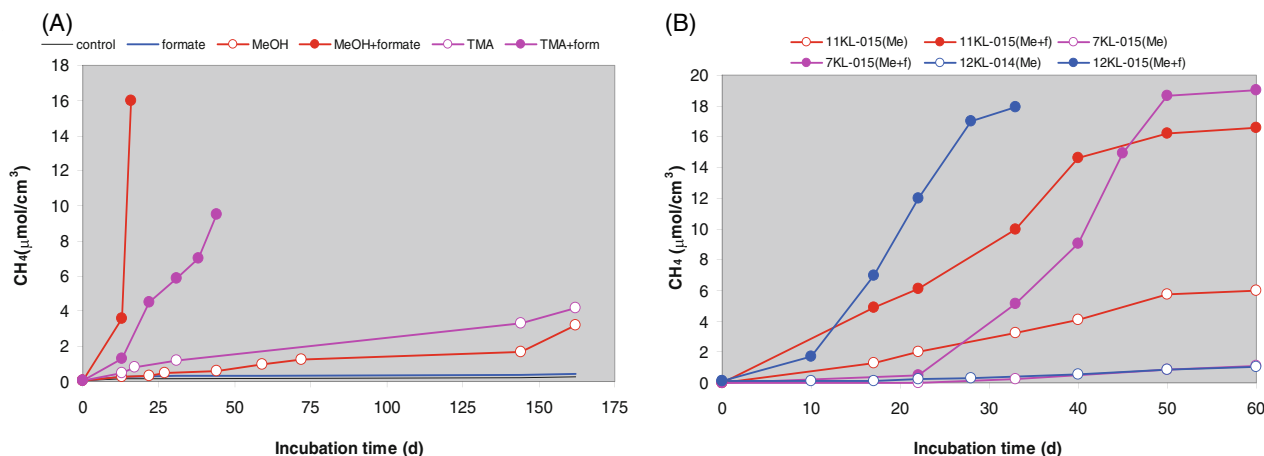 (A)
control formate MeOH MeOH+formate TMA TMA+form
18
16
14
12
10
8
6
4
2
0
CH4(μmol/cm3)
0 25 50 75 100 125 150 175
Incubation time (d)
(B)
11KL-015(Me) 11KL-015(Me+f) 7KL-015(Me)
7KL-015(Me+f) 12KL-014(Me) 12KL-015(Me+f)
20
18
16
14
12
10
8
6
4
2
0
CH4 (μmol/cm3)
0 10 20 30 40 50 60
Incubation time (d)